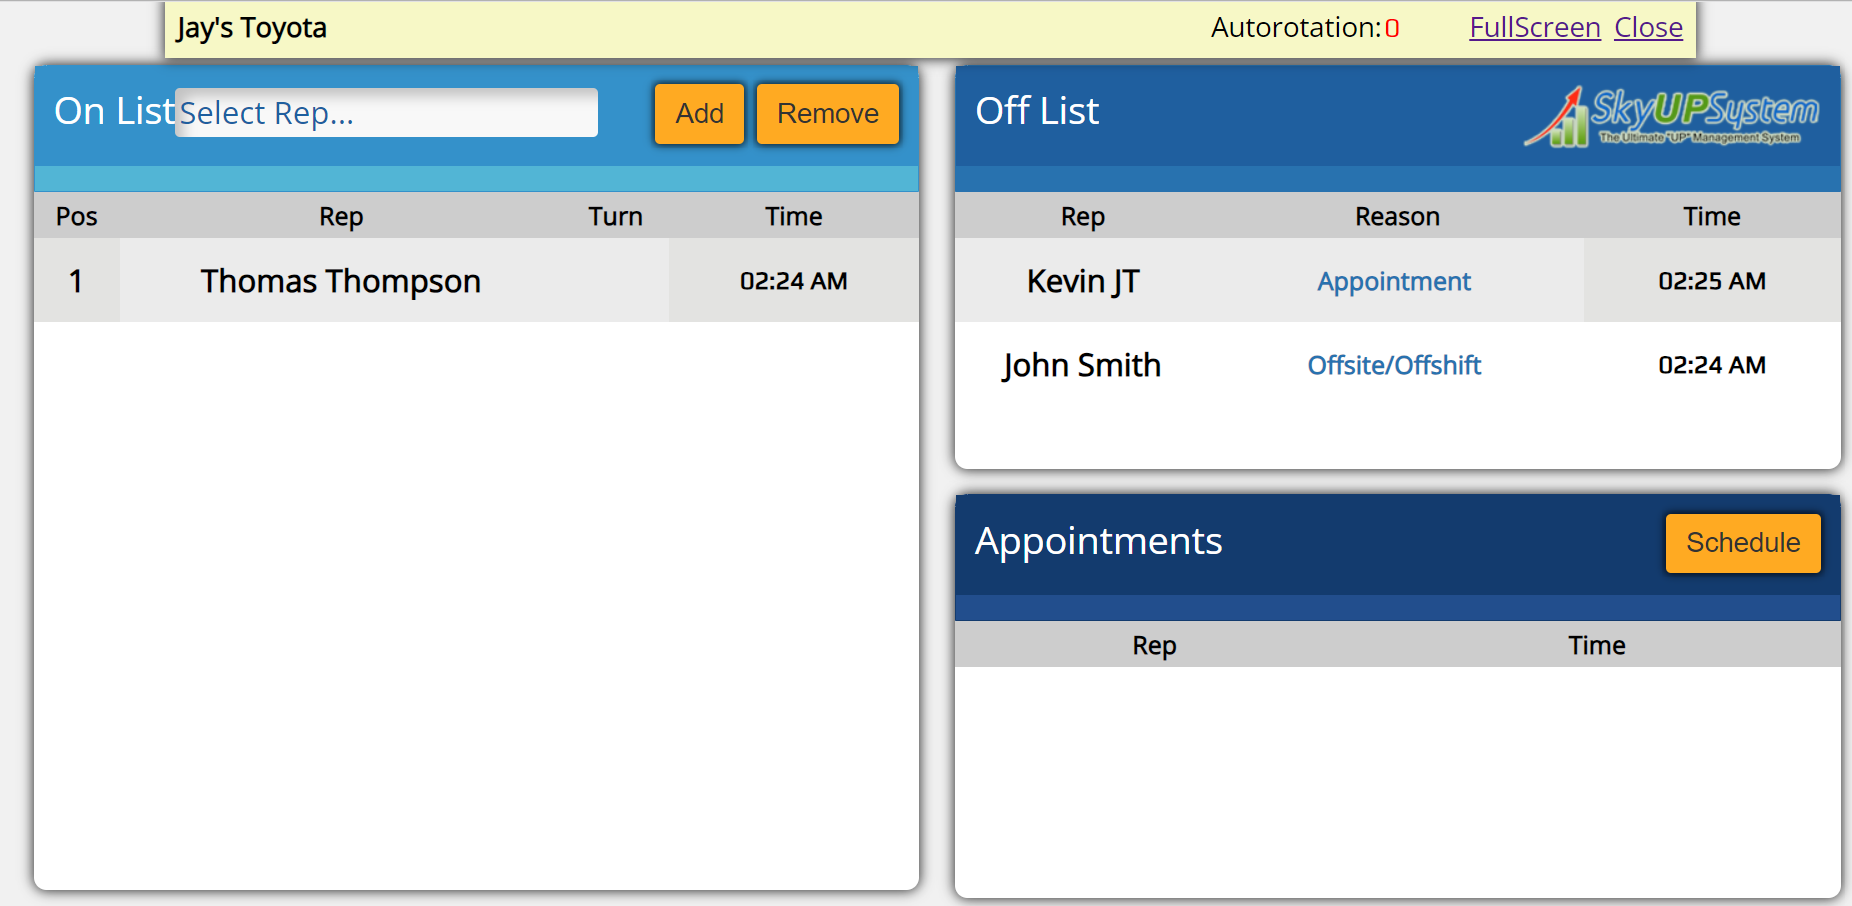 Jay's Toyota Autorotation:0 FullScreen Close
On List Select Rep... Add Remove
Pos Rep Turn Time
1 Thomas Thompson 02:24 AM
Off List SkyUPSystem
The Ultimate "UP" Management System
Rep Reason Time
Kevin JT Appointment 02:25 AM
John Smith Offsite/Offshift 02:24 AM
Appointments Schedule
Rep Time